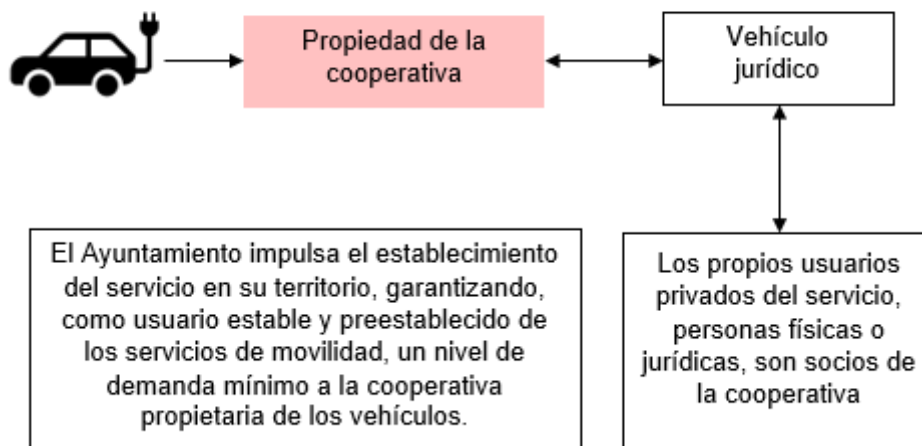 Propiedad de la
cooperativa
Vehículo
jurídico
El Ayuntamiento impulsa el establecimiento
del servicio en su territorio, garantizando,
como usuario estable y preestablecido de
los servicios de movilidad, un nivel de
demanda mínimo a la cooperativa
propietaria de los vehículos.
Los propios usuarios
privados del servicio,
personas físicas o
jurídicas, son socios de
la cooperativa